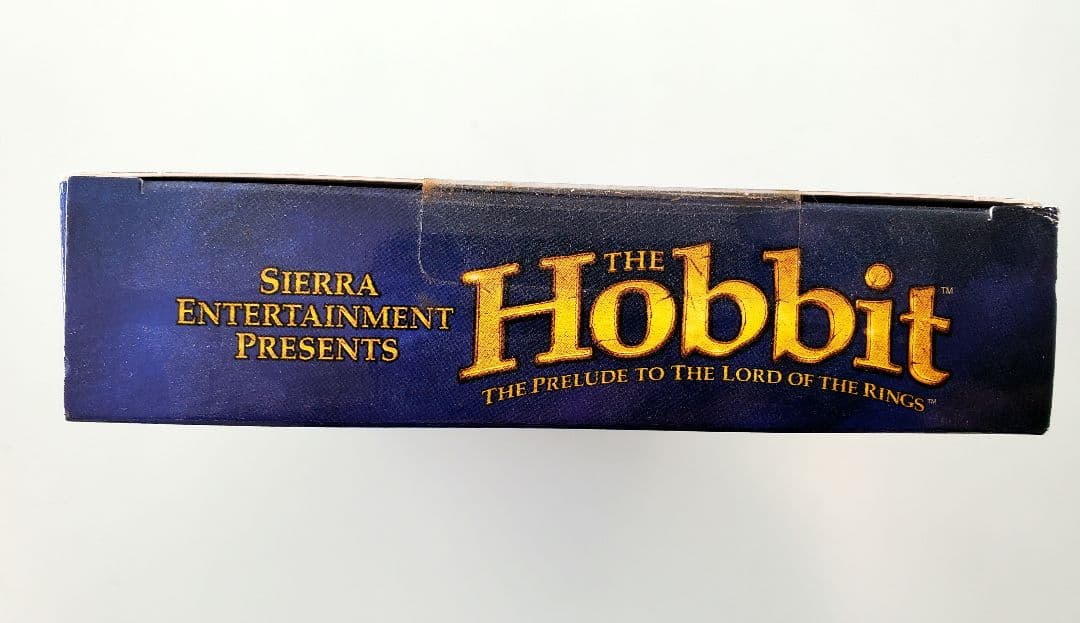 SIERRA
ENTERTAINMENT
PRESENTS
THE
Hobbit™
THE PRELUDE TO THE LORD OF THE RINGS™